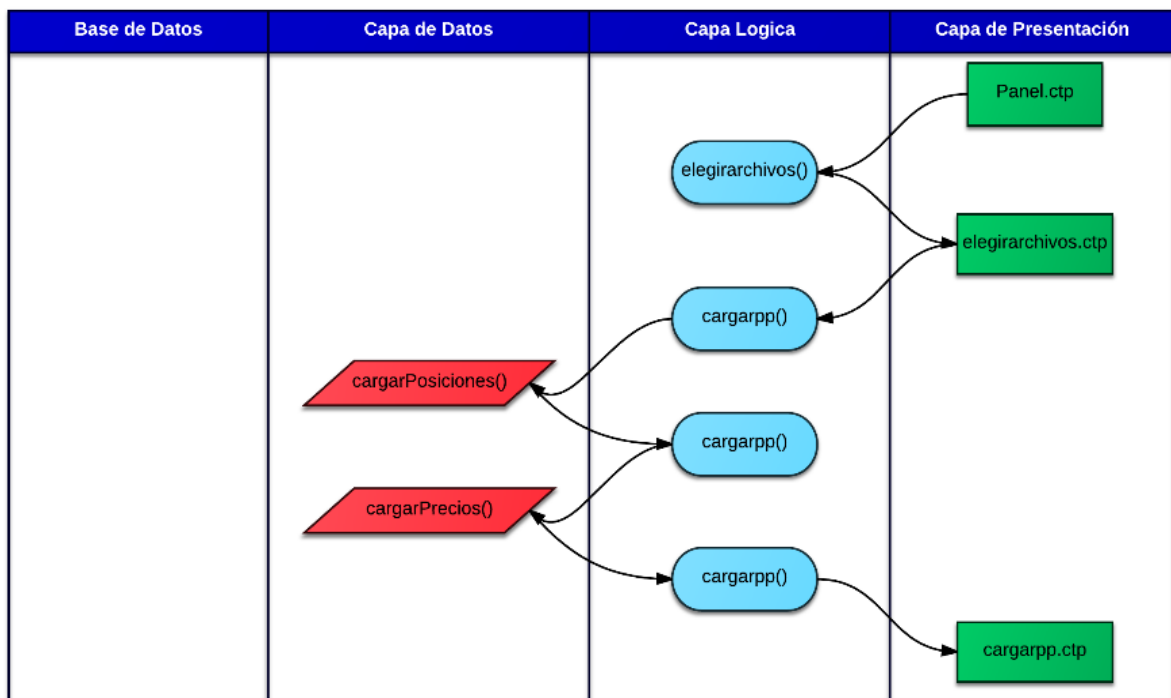 Base de Datos
Capa de Datos
Capa Logica
Capa de Presentación
Panel.ctp
elegirarchivos()
elegirarchivos.ctp
cargarpp()
cargarPosiciones()
cargarpp()
cargarPrecios()
cargarpp()
cargarpp.ctp